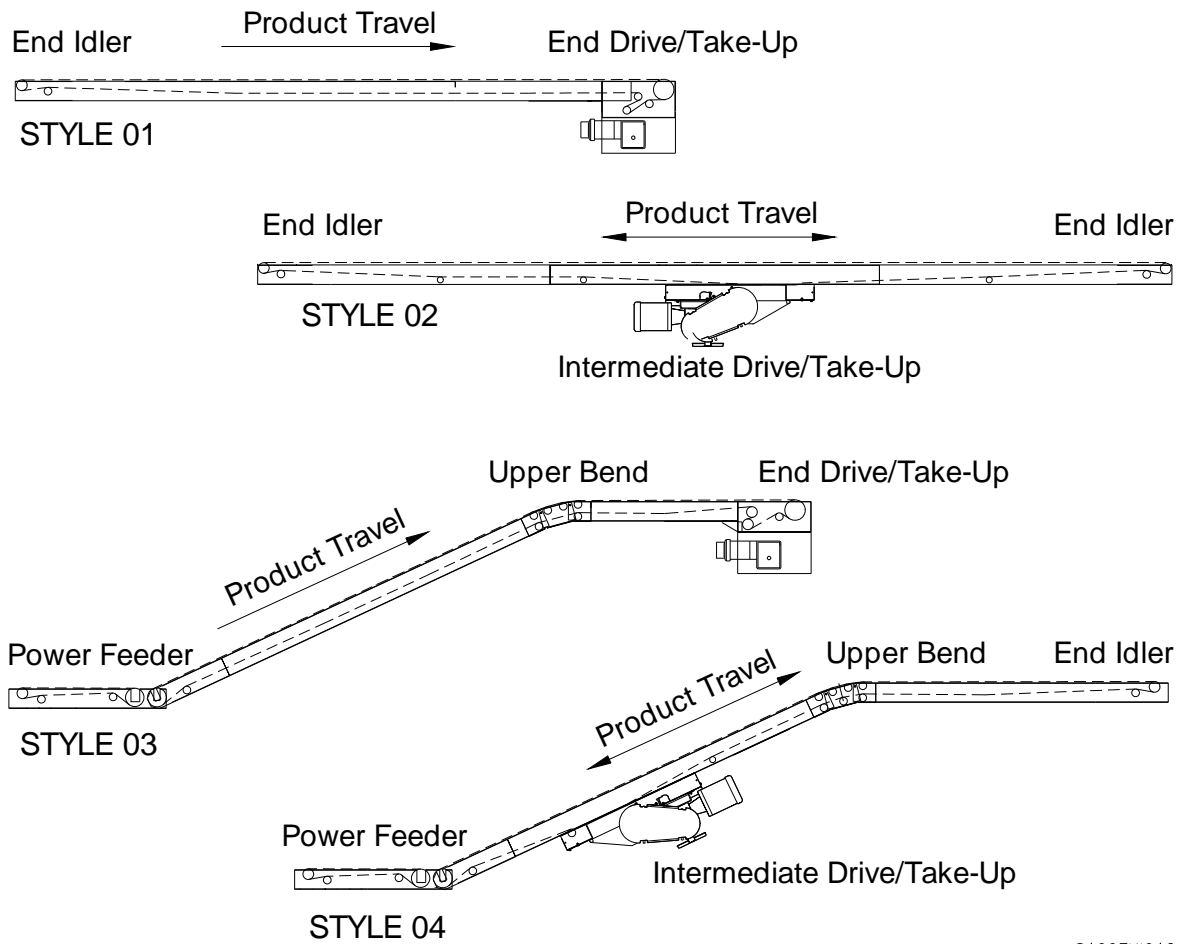 Product Travel
End Idler
End Drive/Take-Up
STYLE 01
Product Travel
End Idler
End Idler
STYLE 02
Intermediate Drive/Take-Up
Upper Bend
End Drive/Take-Up
Product Travel
Power Feeder
STYLE 03
Upper Bend
End Idler
Product Travel
Power Feeder
Intermediate Drive/Take-Up
STYLE 04